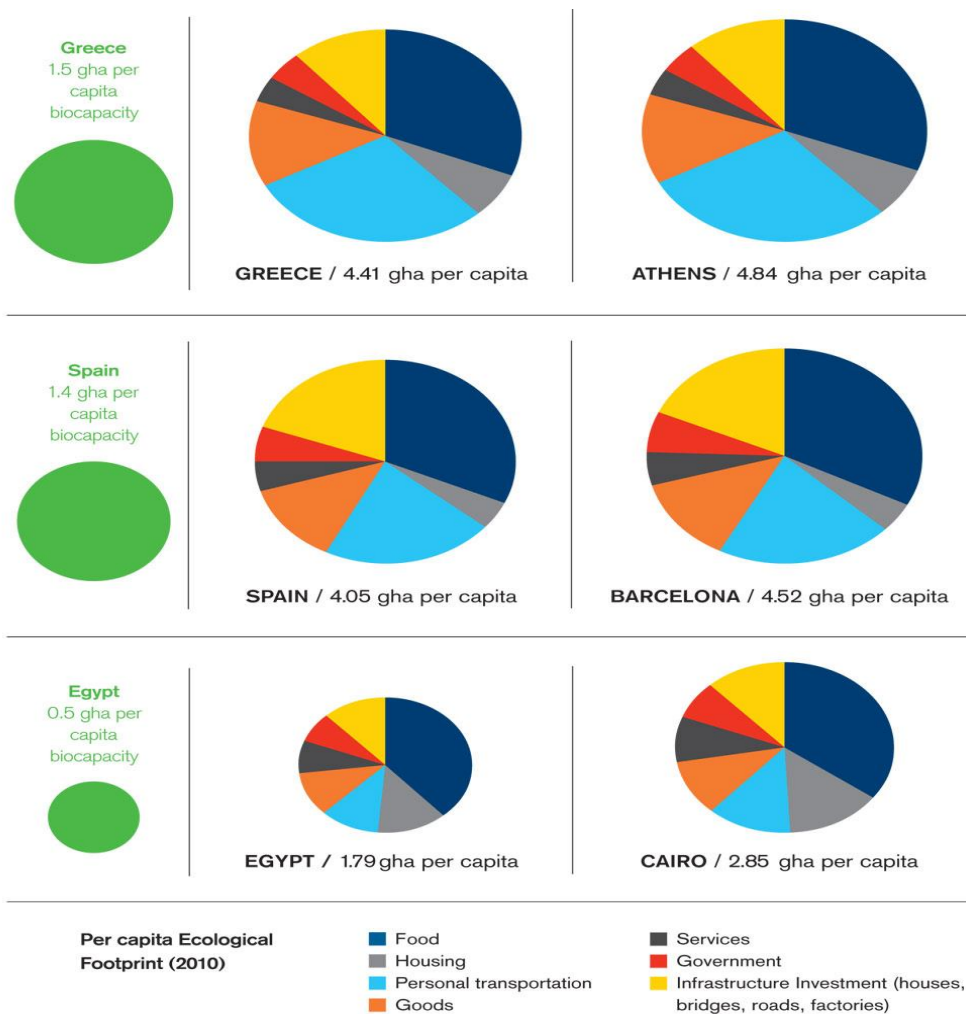 Greece
1.5 gha per
capita
biocapacity
GREECE / 4.41 gha per capita
ATHENS / 4.84 gha per capita
Spain
1.4 gha per
capita
biocapacity
SPAIN / 4.05 gha per capita
BARCELONA / 4.52 gha per capita
Egypt
0.5 gha per
capita
biocapacity
EGYPT / 1.79 gha per capita
CAIRO / 2.85 gha per capita
Per capita Ecological
Footprint (2010)
Food
Housing
Personal transportation
Goods
Services
Government
Infrastructure Investment (houses,
bridges, roads, factories)